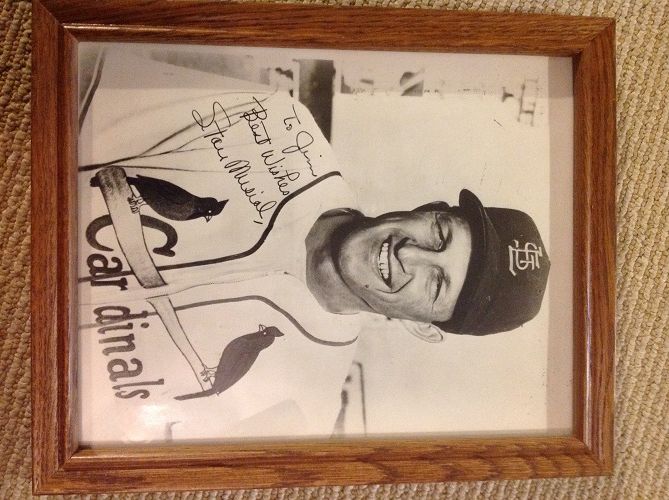 To Jim
Best Wishes
Stan Musial,
StL
Cardinals